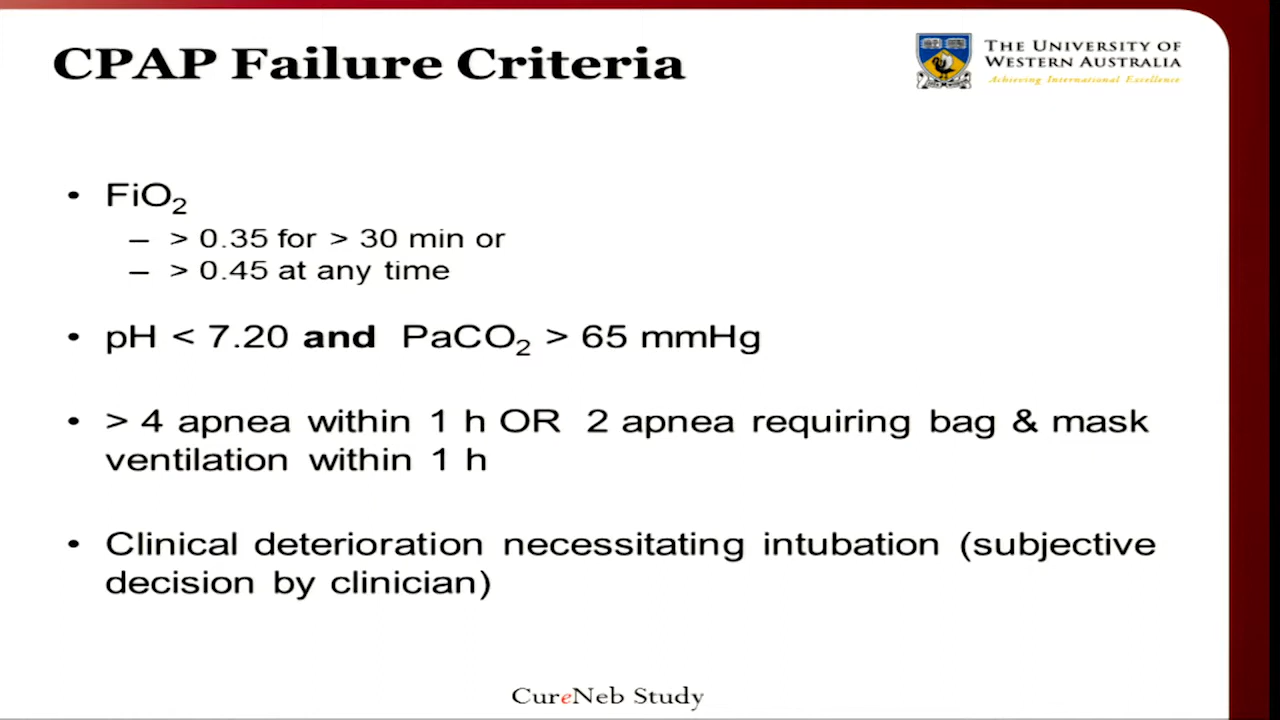 CPAP Failure Criteria
THE UNIVERSITY OF
WESTERN AUSTRALIA
Achieving International Excellence
• FiO₂
– > 0.35 for > 30 min or
– > 0.45 at any time
• pH < 7.20 and PaCO₂ > 65 mmHg
• > 4 apnea within 1 h OR 2 apnea requiring bag & mask
ventilation within 1 h
• Clinical deterioration necessitating intubation (subjective
decision by clinician)
CureNeb Study